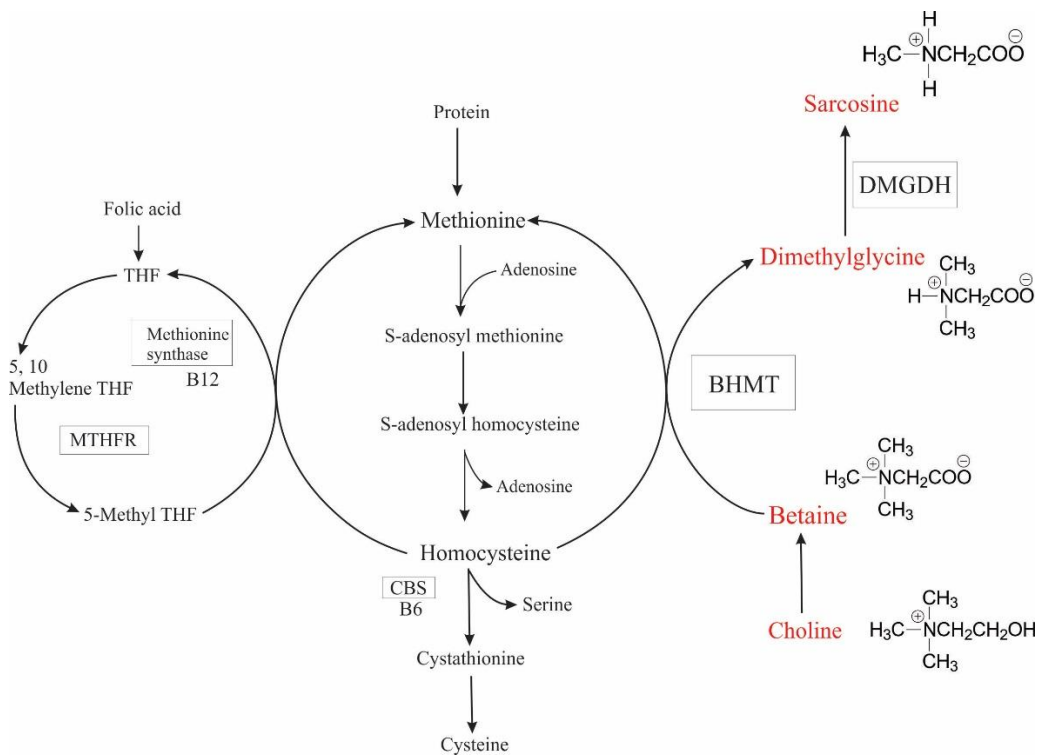 Protein
Methionine
Adenosine
S-adenosyl methionine
S-adenosyl homocysteine
Adenosine
Homocysteine
CBS
B6
Serine
Cystathionine
Cysteine
Folic acid
THF
5, 10
Methylene THF
MTHFR
5-Methyl THF
Methionine
synthase
B12
BHMT
H
H₃C—N⊕CH₂COO⊖
H
Sarcosine
DMGDH
Dimethylglycine
CH₃
H—N⊕CH₂COO⊖
CH₃
Betaine
CH₃
H₃C—N⊕CH₂COO⊖
CH₃
Choline
CH₃
H₃C—N⊕CH₂CH₂OH
CH₃